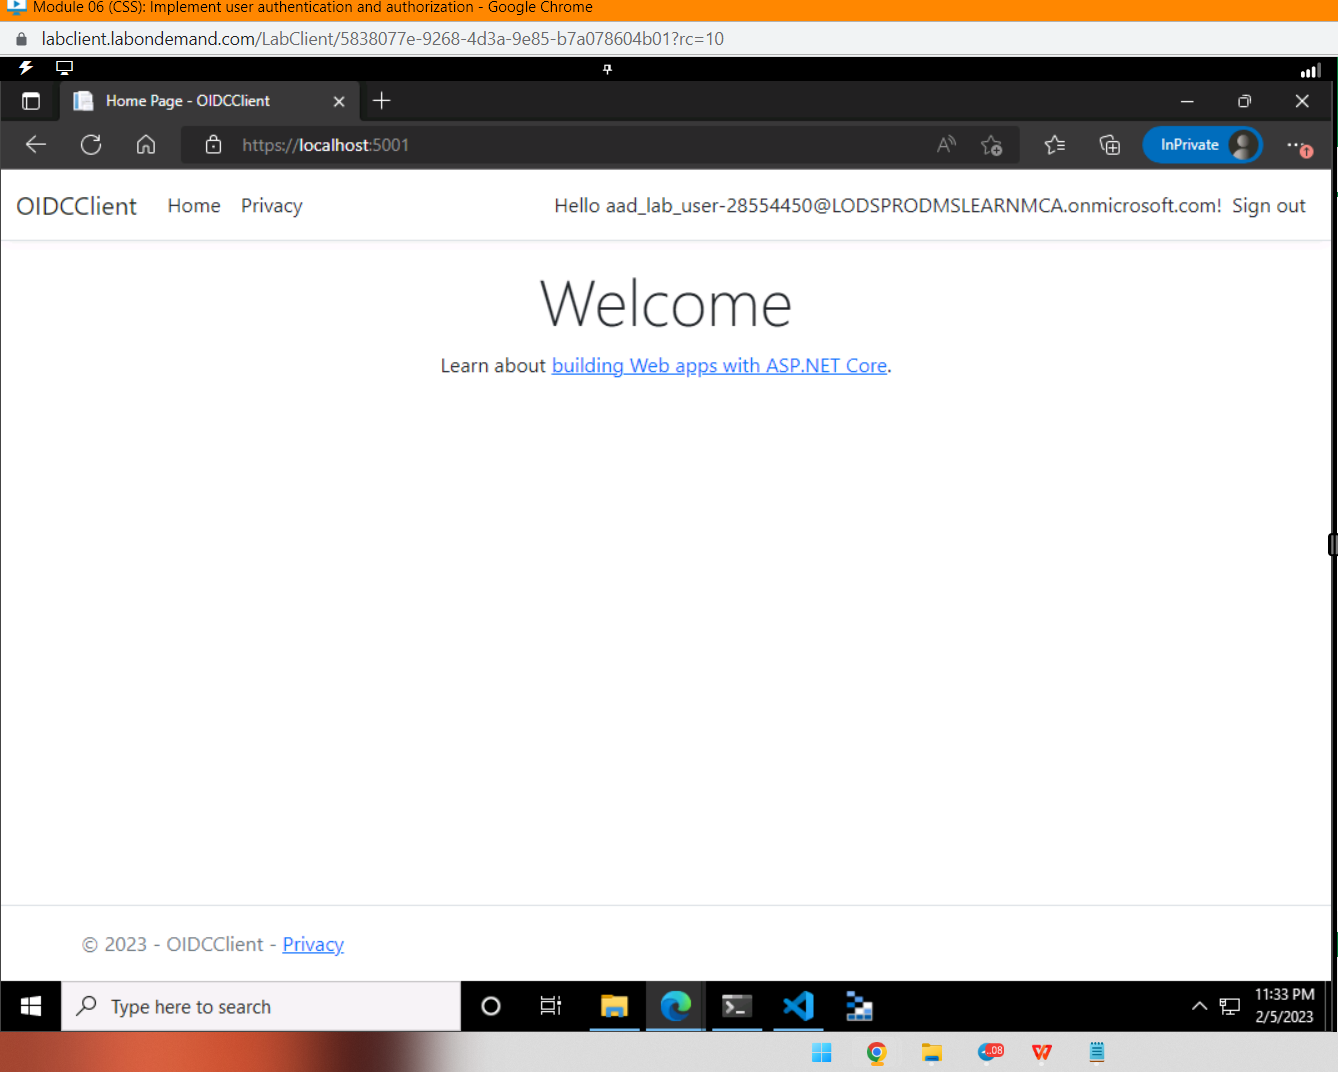 Module 06 (CSS): Implement user authentication and authorization - Google Chrome
labclient.labondemand.com/LabClient/5838077e-9268-4d3a-9e85-b7a078604b01?rc=10
Home Page - OIDCClient
https://localhost:5001
InPrivate
OIDCClient Home Privacy Hello aad_lab_user-28554450@LODSPRODMSLEARNMCA.onmicrosoft.com! Sign out
Welcome
Learn about building Web apps with ASP.NET Core.
© 2023 - OIDCClient - Privacy
Type here to search
11:33 PM
2/5/2023
..08